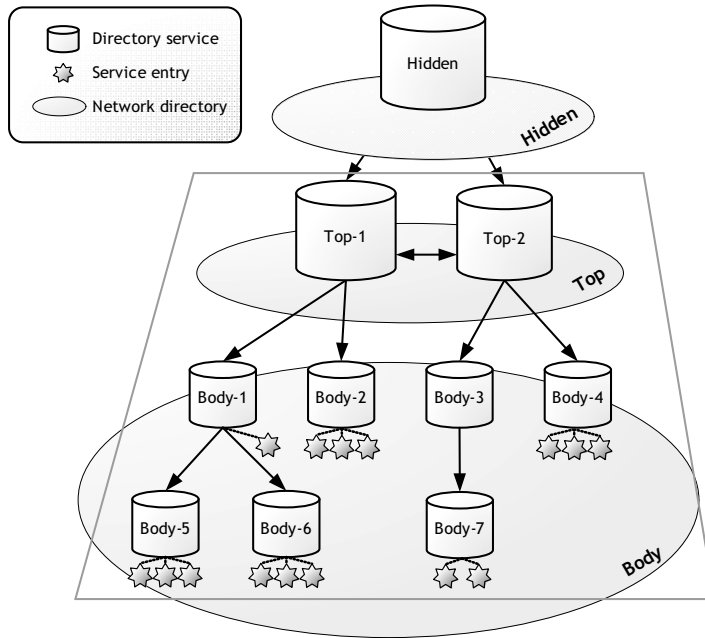 Directory service
Service entry
Network directory
Hidden
Hidden
Top-1
Top-2
Top
Body-1
Body-2
Body-3
Body-4
Body-5
Body-6
Body-7
Body